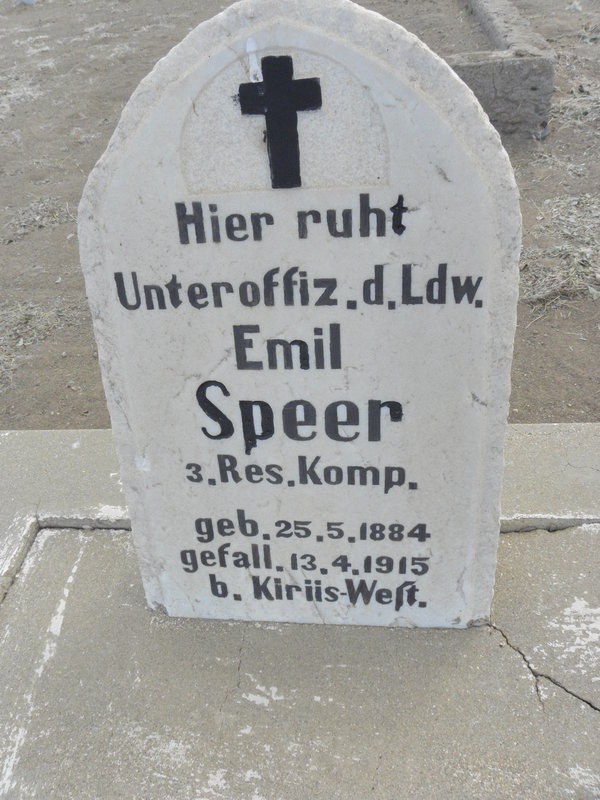 Hier ruht
Unteroffiz.d.Ldw.
Emil
Speer
3.Res.Komp.
geb.25.5.1884
gefall.13.4.1915
b. Kiriis-Weſt.